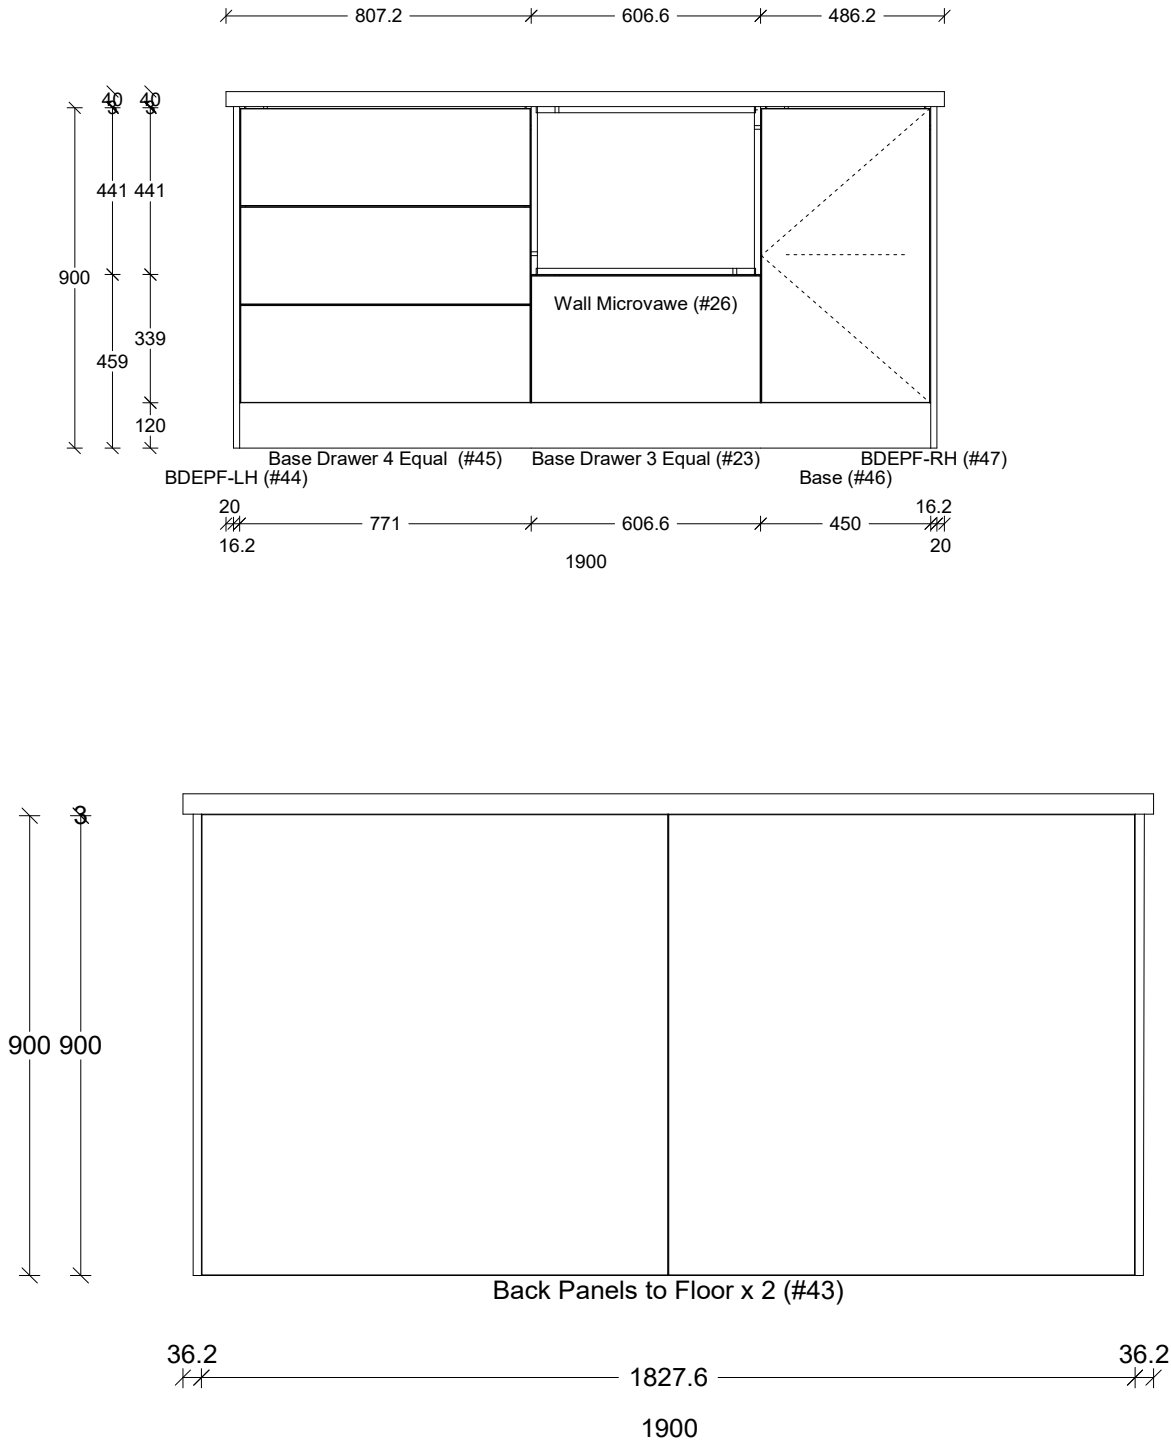 807.2 606.6 486.2
40 40
3 3
441 441
900
Wall Microvawe (#26)
339
459
120
Base Drawer 4 Equal (#45) Base Drawer 3 Equal (#23) BDEPF-RH (#47)
BDEPF-LH (#44) Base (#46)
20 16.2
771 606.6 450
16.2 20
1900
3
900 900
Back Panels to Floor x 2 (#43)
36.2 36.2
1827.6
1900